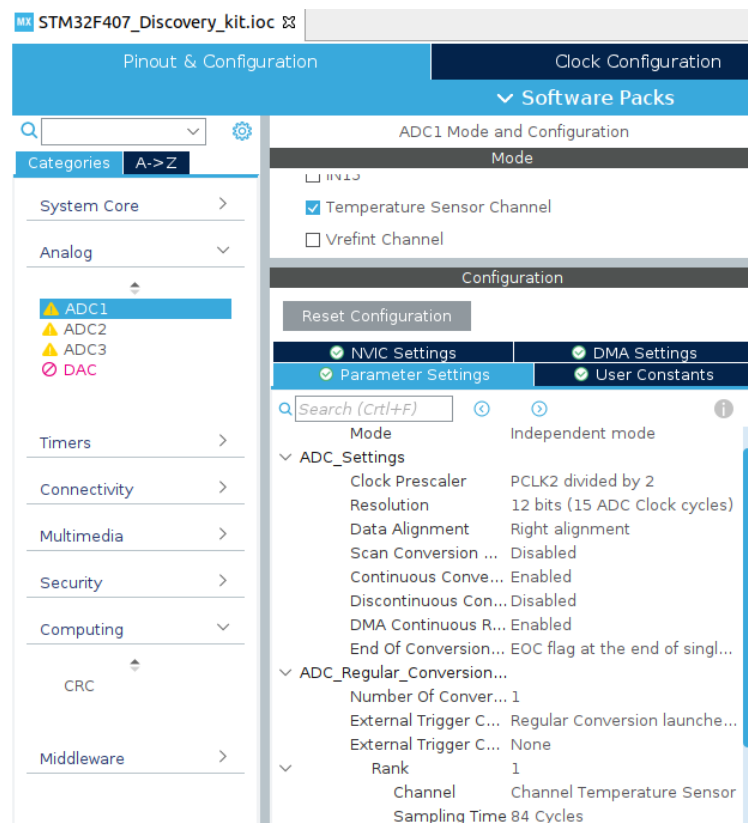 MX STM32F407_Discovery_kit.ioc
Pinout & Configuration
Clock Configuration
Software Packs
Categories A->Z
System Core
Analog
ADC1
ADC2
ADC3
DAC
Timers
Connectivity
Multimedia
Security
Computing
CRC
Middleware
ADC1 Mode and Configuration
Mode
IN15
Temperature Sensor Channel
Vrefint Channel
Configuration
Reset Configuration
NVIC Settings DMA Settings
Parameter Settings User Constants
Search (Crtl+F)
Mode Independent mode
ADC_Settings
Clock Prescaler PCLK2 divided by 2
Resolution 12 bits (15 ADC Clock cycles)
Data Alignment Right alignment
Scan Conversion ... Disabled
Continuous Conve... Enabled
Discontinuous Con... Disabled
DMA Continuous R... Enabled
End Of Conversion... EOC flag at the end of singl...
ADC_Regular_Conversion...
Number Of Conver... 1
External Trigger C... Regular Conversion launche...
External Trigger C... None
Rank 1
Channel Channel Temperature Sensor
Sampling Time 84 Cycles